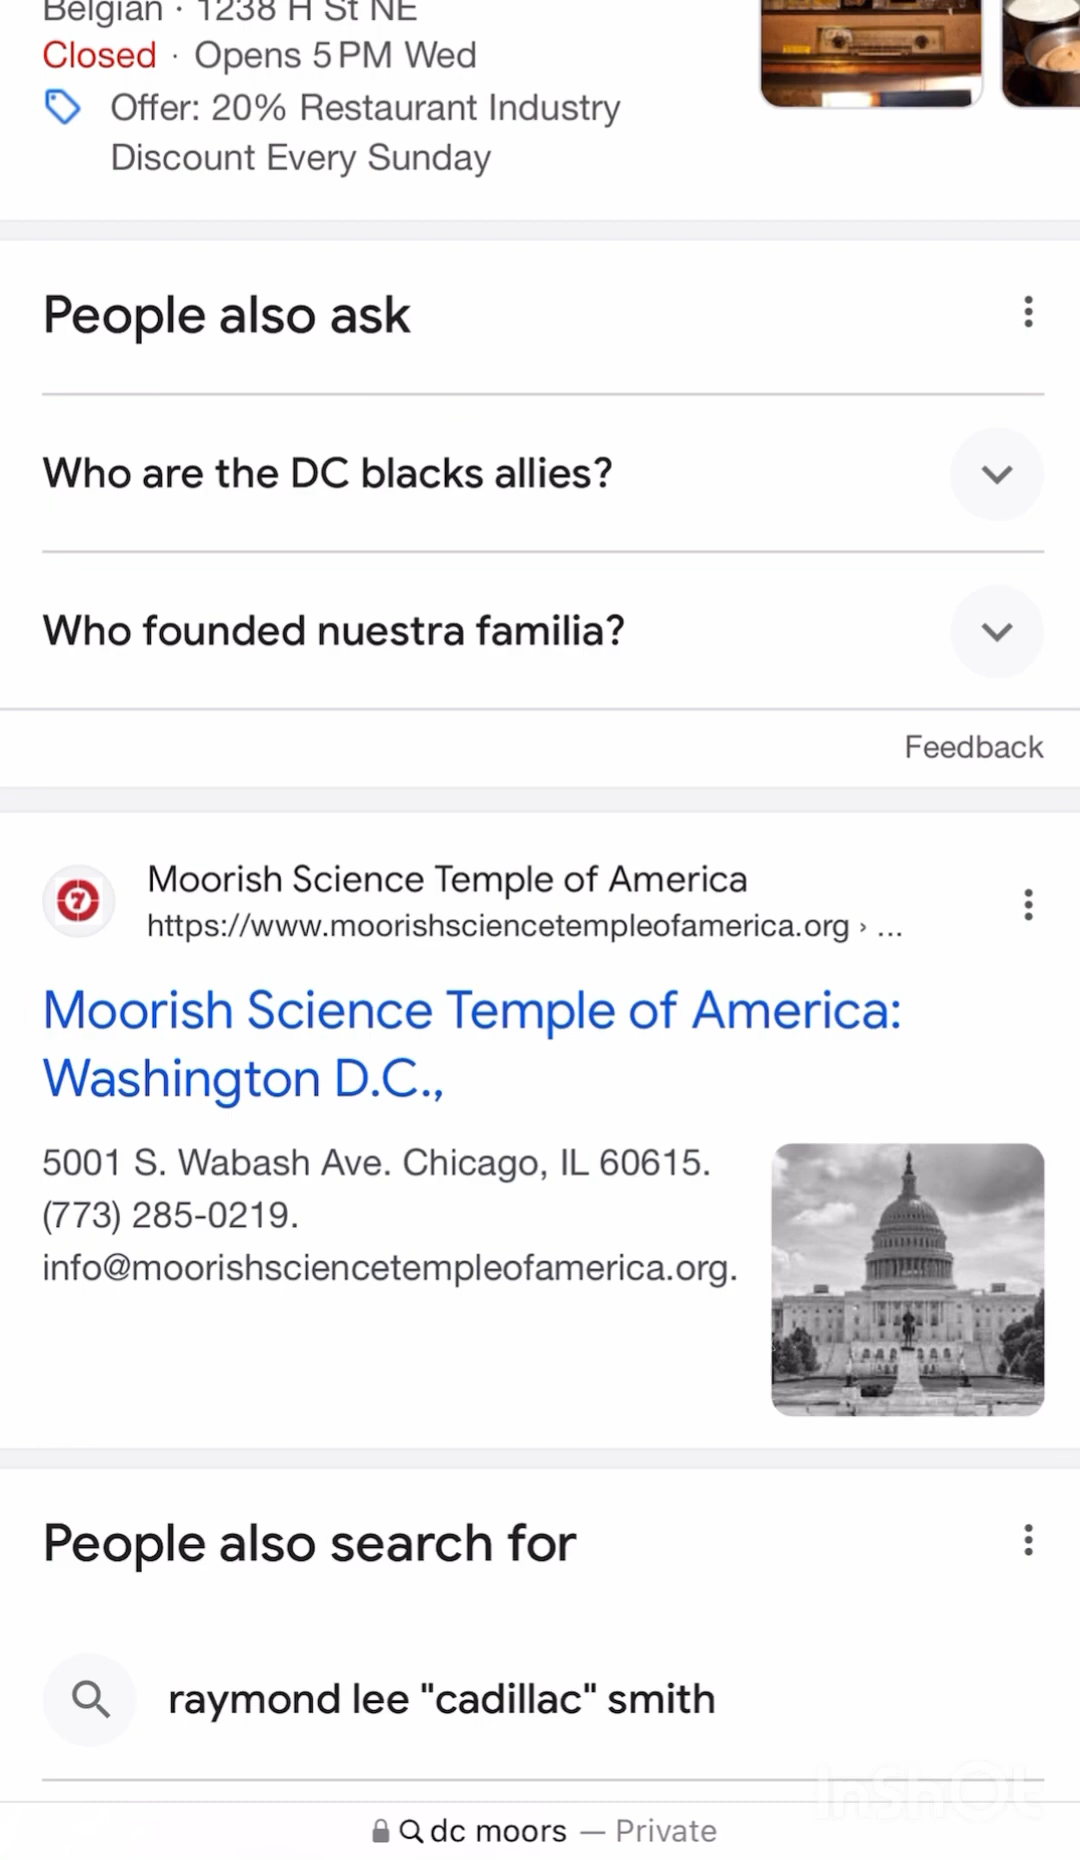 Belgian · 1238 H St NE
Closed · Opens 5 PM Wed
Offer: 20% Restaurant Industry
Discount Every Sunday
People also ask
Who are the DC blacks allies?
Who founded nuestra familia?
Feedback
7
Moorish Science Temple of America
https://www.moorishsciencetempleofamerica.org › ...
Moorish Science Temple of America:
Washington D.C.,
5001 S. Wabash Ave. Chicago, IL 60615.
(773) 285-0219.
info@moorishsciencetempleofamerica.org.
People also search for
raymond lee "cadillac" smith
InShOt
dc moors — Private